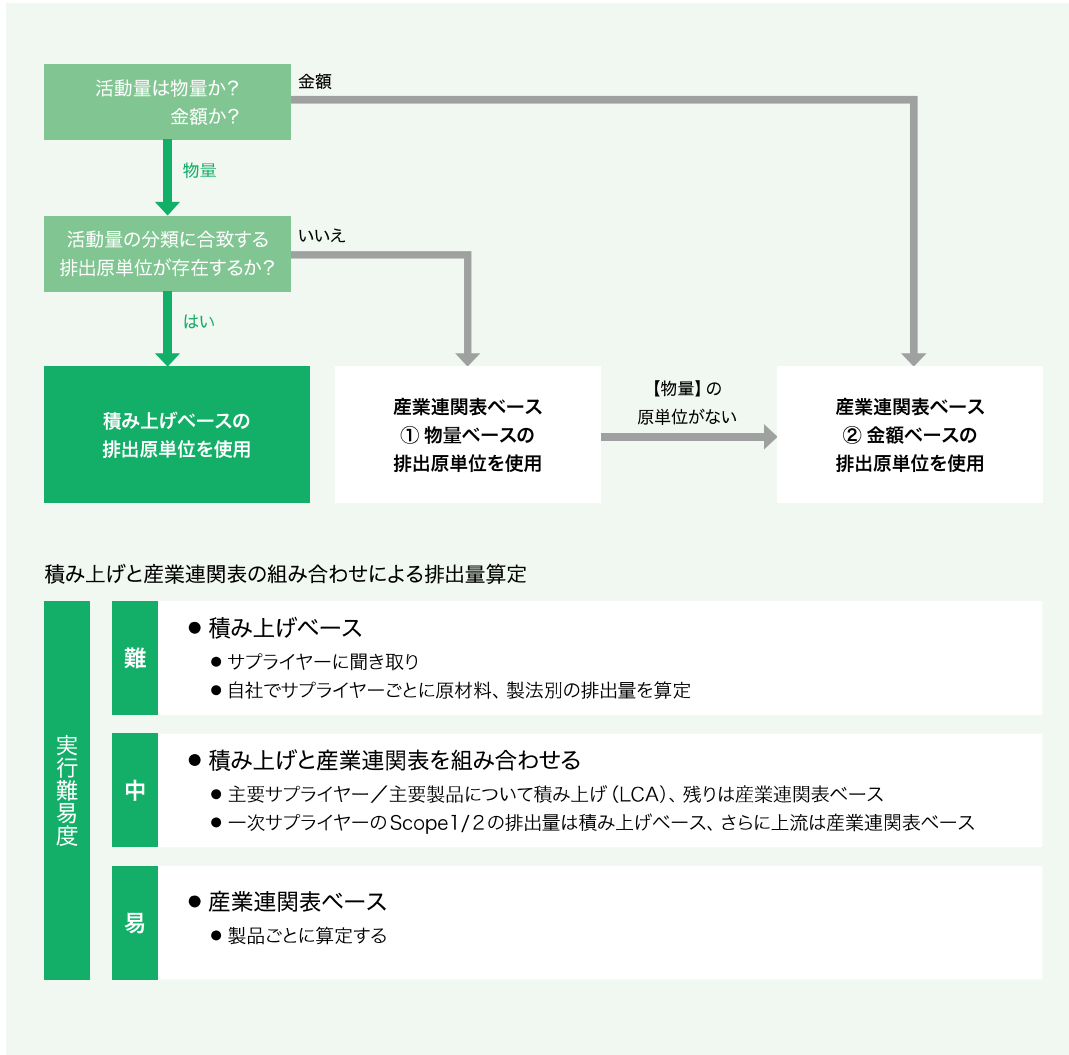 活動量は物量か?
金額か?
金額
物量
活動量の分類に合致する
排出原単位が存在するか?
いいえ
はい
積み上げベースの
排出原単位を使用
産業連関表ベース
① 物量ベースの
排出原単位を使用
【物量】の
原単位がない
産業連関表ベース
② 金額ベースの
排出原単位を使用
積み上げと産業連関表の組み合わせによる排出量算定
実行難易度
難
● 積み上げベース
● サプライヤーに聞き取り
● 自社でサプライヤーごとに原材料、製法別の排出量を算定
中
● 積み上げと産業連関表を組み合わせる
● 主要サプライヤー／主要製品について積み上げ(LCA)、残りは産業連関表ベース
● 一次サプライヤーのScope1/2の排出量は積み上げベース、さらに上流は産業連関表ベース
易
● 産業連関表ベース
● 製品ごとに算定する